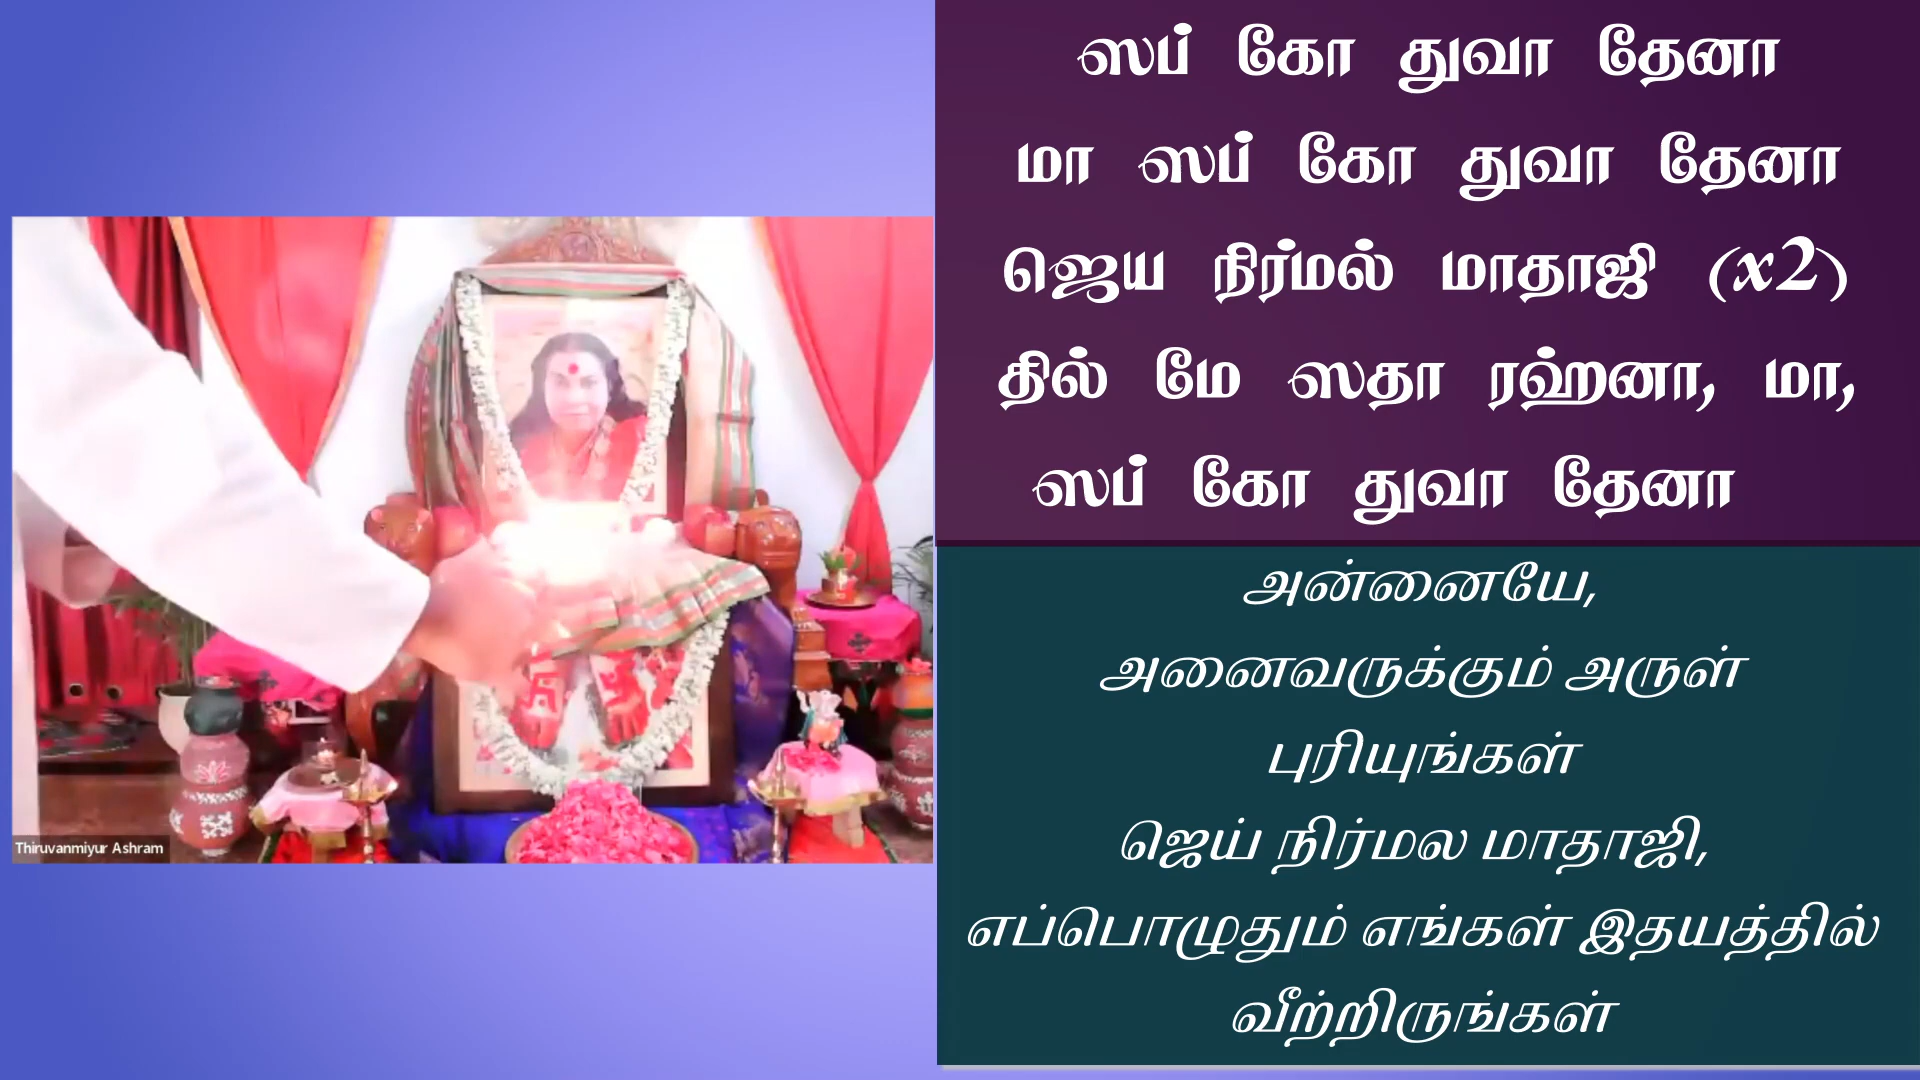 ஸப் கோ துவா தேனா
மா ஸப் கோ துவா தேனா
ஜெய நிர்மல் மாதாஜி (x2)
தில் மே ஸதா ரஹ்னா, மா,
ஸப் கோ துவா தேனா
அன்னையே,
அனைவருக்கும் அருள்
புரியுங்கள்
ஜெய் நிர்மல மாதாஜி,
எப்பொழுதும் எங்கள் இதயத்தில்
வீற்றிருங்கள்
Thiruvanmiyur Ashram